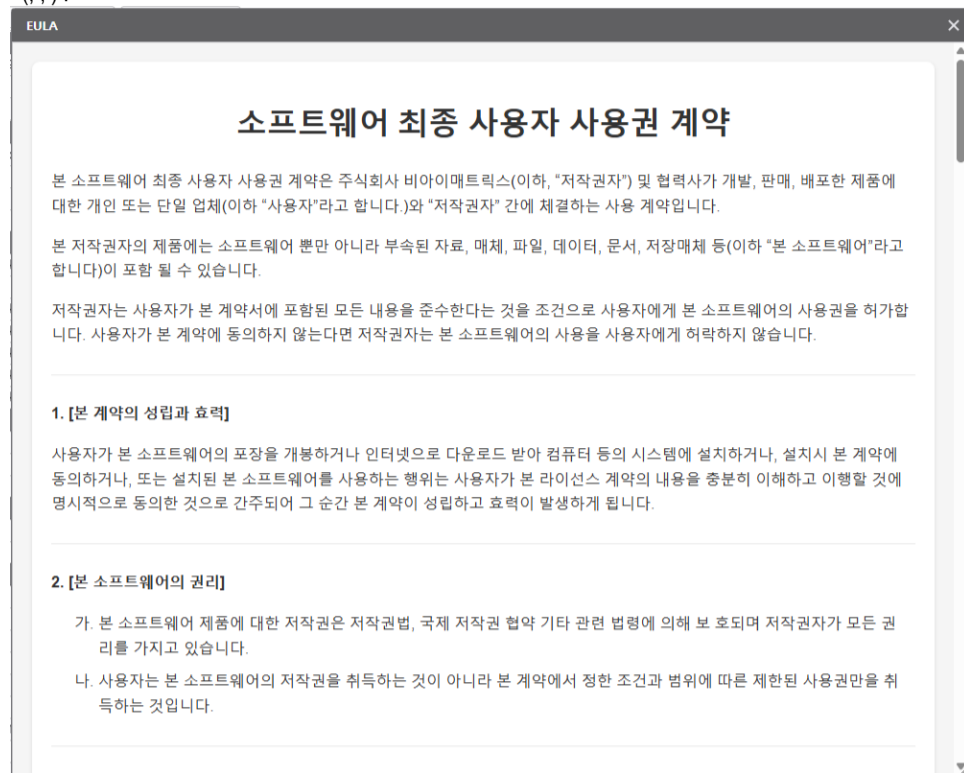 EULA
소프트웨어 최종 사용자 사용권 계약
본 소프트웨어 최종 사용자 사용권 계약은 주식회사 비아이매트릭스(이하, “저작권자”) 및 협력사가 개발, 판매, 배포한 제품에
대한 개인 또는 단일 업체(이하 “사용자”라고 합니다.)와 “저작권자” 간에 체결하는 사용 계약입니다.
본 저작권자의 제품에는 소프트웨어 뿐만 아니라 부속된 자료, 매체, 파일, 데이터, 문서, 저장매체 등(이하 “본 소프트웨어”라고
합니다)이 포함 될 수 있습니다.
저작권자는 사용자가 본 계약서에 포함된 모든 내용을 준수한다는 것을 조건으로 사용자에게 본 소프트웨어의 사용권을 허가합
니다. 사용자가 본 계약에 동의하지 않는다면 저작권자는 본 소프트웨어의 사용을 사용자에게 허락하지 않습니다.
1. [본 계약의 성립과 효력]
사용자가 본 소프트웨어의 포장을 개봉하거나 인터넷으로 다운로드 받아 컴퓨터 등의 시스템에 설치하거나, 설치시 본 계약에
동의하거나, 또는 설치된 본 소프트웨어를 사용하는 행위는 사용자가 본 라이선스 계약의 내용을 충분히 이해하고 이행할 것에
명시적으로 동의한 것으로 간주되어 그 순간 본 계약이 성립하고 효력이 발생하게 됩니다.
2. [본 소프트웨어의 권리]
가. 본 소프트웨어 제품에 대한 저작권은 저작권법, 국제 저작권 협약 기타 관련 법령에 의해 보 호되며 저작권자가 모든 권
리를 가지고 있습니다.
나. 사용자는 본 소프트웨어의 저작권을 취득하는 것이 아니라 본 계약에서 정한 조건과 범위에 따른 제한된 사용권만을 취
득하는 것입니다.